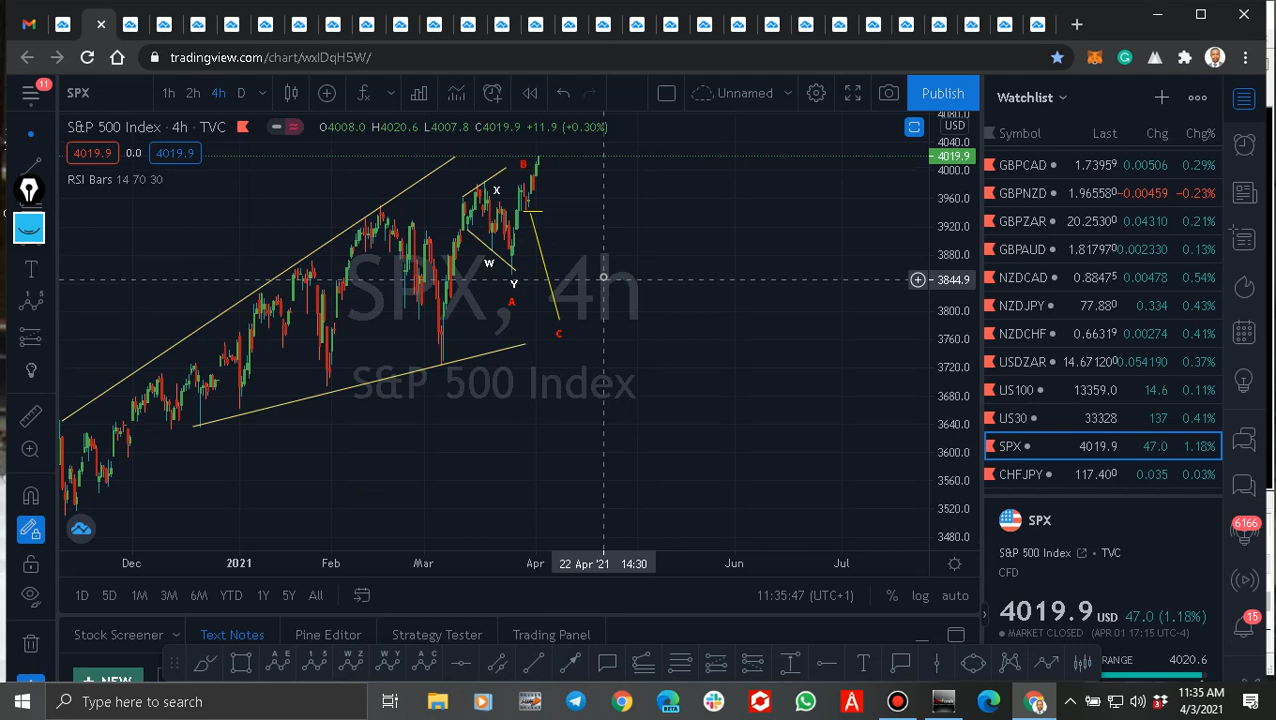 tradingview.com/chart/wxlDqH5W/
11
SPX 1h 2h 4h D Unnamed Publish
Watchlist
S&P 500 Index · 4h · TVC O4008.0 H4020.6 L4007.8 C4019.9 +11.9 (+0.30%)
4019.9 0.0 4019.9
RSI Bars 14 70 30
USD
Symbol Last Chg Chg%
GBPCAD 1.73959 0.00506 0.29%
GBPNZD 1.96558 -0.00459 -0.23%
GBPZAR 20.25300 0.04310 0.21%
GBPAUD 1.81797 0.002330 0.13%
NZDCAD 0.88475 0.00478 0.54%
NZDJPY 77.880 0.334 0.43%
NZDCHF 0.66319 0.00274 0.41%
USDZAR 14.67120 0.054190 0.37%
US100 13359.0 14.6 0.11%
US30 33328 137 0.41%
SPX 4019.9 47.0 1.18%
CHFJPY 117.400 0.035 0.03%
4080.0
4040.0
4019.9
4000.0
3960.0
3920.0
3880.0
3844.9
3800.0
3760.0
3720.0
3680.0
3640.0
3600.0
3560.0
3520.0
3480.0
B
X
W
Y
A
C
SPX, 4h
S&P 500 Index
Dec 2021 Feb Mar Apr 22 Apr '21 14:30 Jun Jul
1D 5D 1M 3M 6M YTD 1Y 5Y All
11:35:47 (UTC+1) % log auto
SPX
S&P 500 Index TVC
CFD
4019.9 USD 47.0 (1.18%)
MARKET CLOSED (APR 01 17:15 UTC-4)
RANGE 4020.6
6166
15
Stock Screener Text Notes Pine Editor Strategy Tester Trading Panel
+ NEW
Type here to search
11:35 AM
4/3/2021